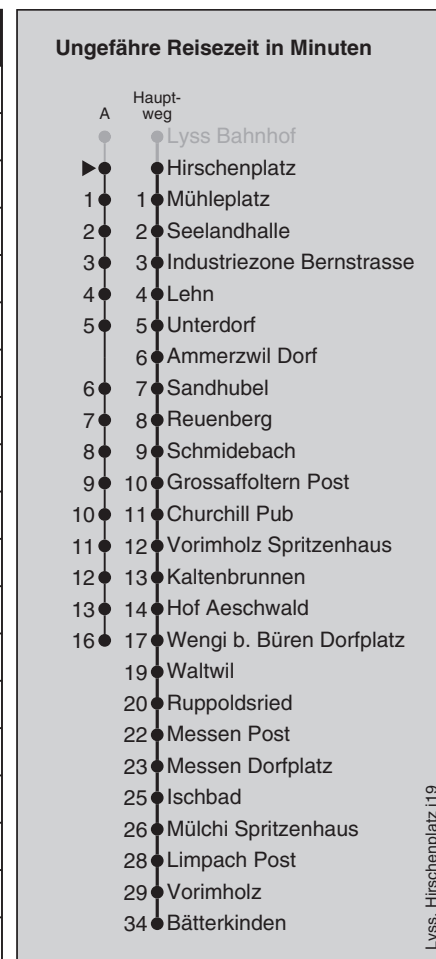 Ungefähre Reisezeit in Minuten
A Haupt-
weg
Lyss Bahnhof
Hirschenplatz
1 1 Mühleplatz
2 2 Seelandhalle
3 3 Industriezone Bernstrasse
4 4 Lehn
5 5 Unterdorf
6 Ammerzwil Dorf
6 7 Sandhubel
7 8 Reuenberg
8 9 Schmidebach
9 10 Grossaffoltern Post
10 11 Churchill Pub
11 12 Vorimholz Spritzenhaus
12 13 Kaltenbrunnen
13 14 Hof Aeschwald
16 17 Wengi b. Büren Dorfplatz
19 Waltwil
20 Ruppoldsried
22 Messen Post
23 Messen Dorfplatz
25 Ischbad
26 Mülchi Spritzenhaus
28 Limpach Post
29 Vorimholz
34 Bätterkinden
Lyss, Hirschenplatz j19